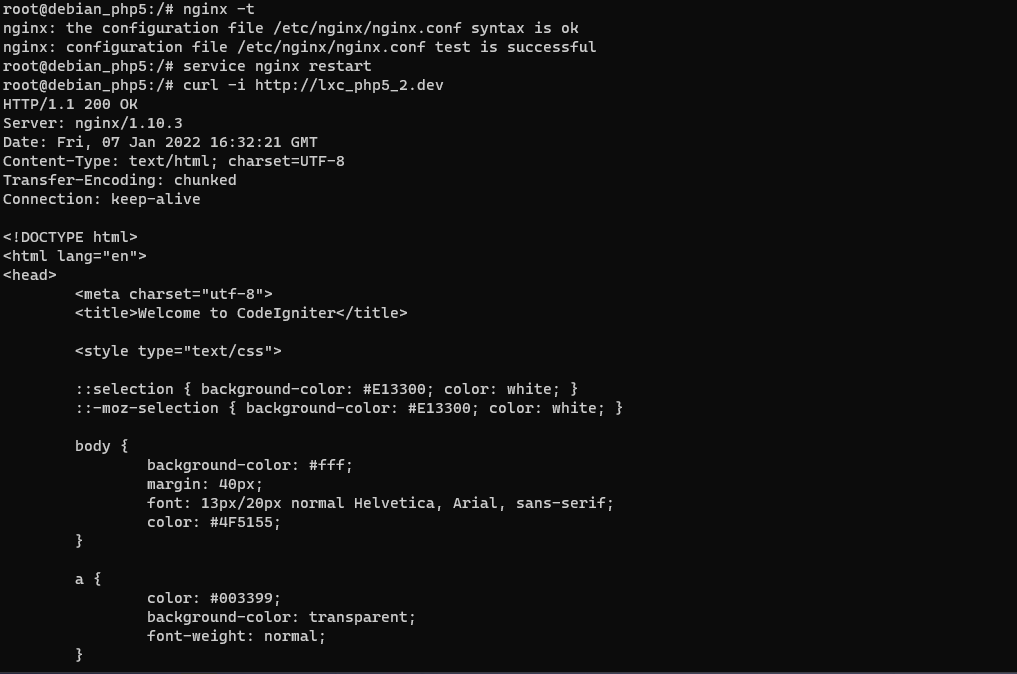 root@debian_php5:/# nginx -t
nginx: the configuration file /etc/nginx/nginx.conf syntax is ok
nginx: configuration file /etc/nginx/nginx.conf test is successful
root@debian_php5:/# service nginx restart
root@debian_php5:/# curl -i http://lxc_php5_2.dev
HTTP/1.1 200 OK
Server: nginx/1.10.3
Date: Fri, 07 Jan 2022 16:32:21 GMT
Content-Type: text/html; charset=UTF-8
Transfer-Encoding: chunked
Connection: keep-alive

<!DOCTYPE html>
<html lang="en">
<head>
        <meta charset="utf-8">
        <title>Welcome to CodeIgniter</title>

        <style type="text/css">

        ::selection { background-color: #E13300; color: white; }
        ::-moz-selection { background-color: #E13300; color: white; }

        body {
                background-color: #fff;
                margin: 40px;
                font: 13px/20px normal Helvetica, Arial, sans-serif;
                color: #4F5155;
        }

        a {
                color: #003399;
                background-color: transparent;
                font-weight: normal;
        }